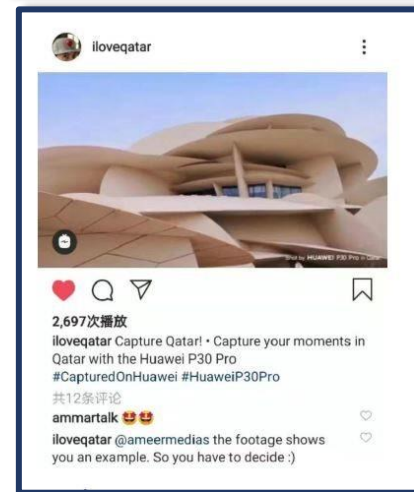 iloveqatar
Shot by HUAWEI P30 Pro in Qatar
2,697次播放
iloveqatar Capture Qatar! • Capture your moments in
Qatar with the Huawei P30 Pro
#CapturedOnHuawei #HuaweiP30Pro
共12条评论
ammartalk 🤩🤩
iloveqatar @ameermedias the footage shows
you an example. So you have to decide :)